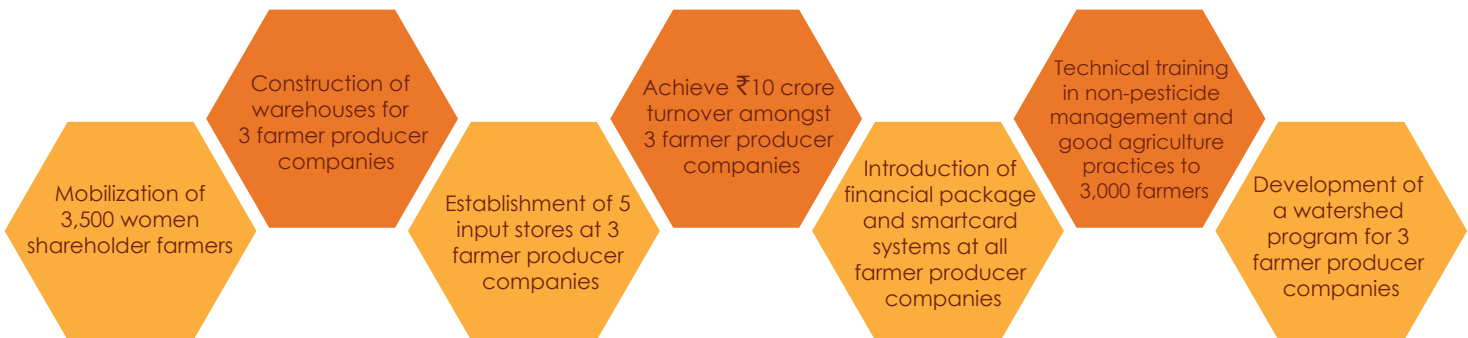 Mobilization of
3,500 women
shareholder farmers
Construction of
warehouses for
3 farmer producer
companies
Establishment of 5
input stores at 3
farmer producer
companies
Achieve ₹10 crore
turnover amongst
3 farmer producer
companies
Introduction of
financial package
and smartcard
systems at all
farmer producer
companies
Technical training
in non-pesticide
management and
good agriculture
practices to
3,000 farmers
Development of
a watershed
program for 3
farmer producer
companies